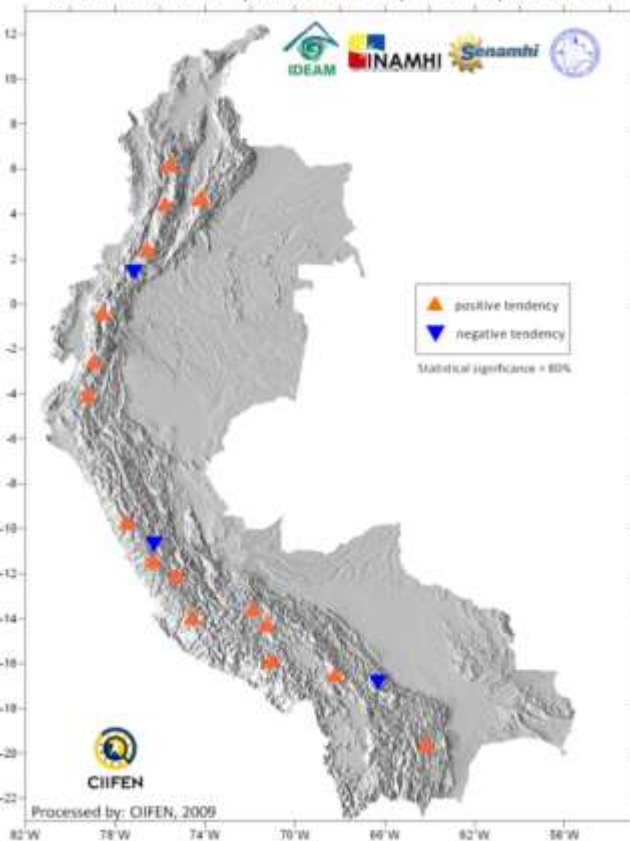 12
10
8
4
2
0
-2
-4
-6
-8
-10
-12
-14
-16
-18
-20
-22
IDEAM
INAMHI
Senamhi
positive tendency
negative tendency
Statistical significance > 80%
CIIFEN
Processed by: CIIFEN, 2009
82°W 78°W 74°W 70°W 66°W 62°W 58°W